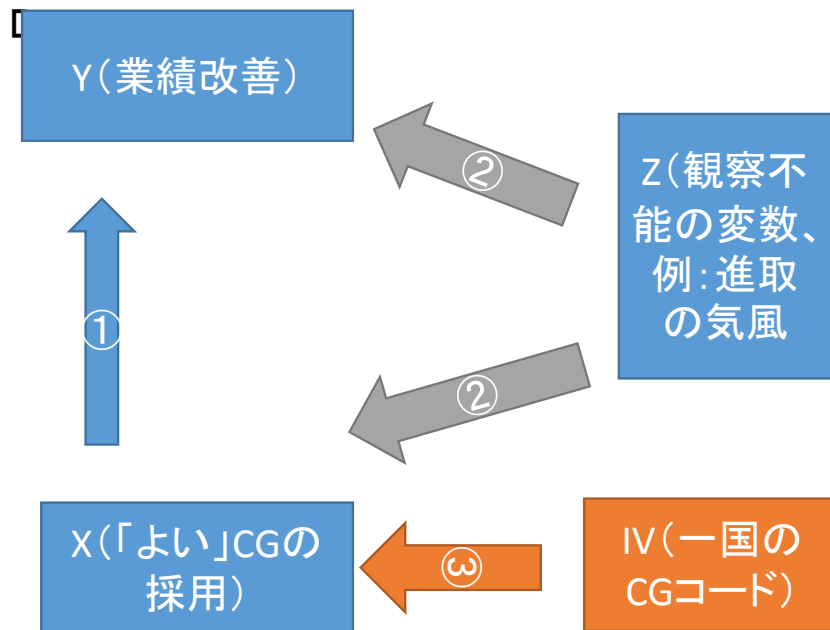 Y（業績改善）
②
Z（観察不
能の変数、
例：進取
の気風
①
②
X（「よい」CGの
採用）
③
IV（一国の
CGコード）